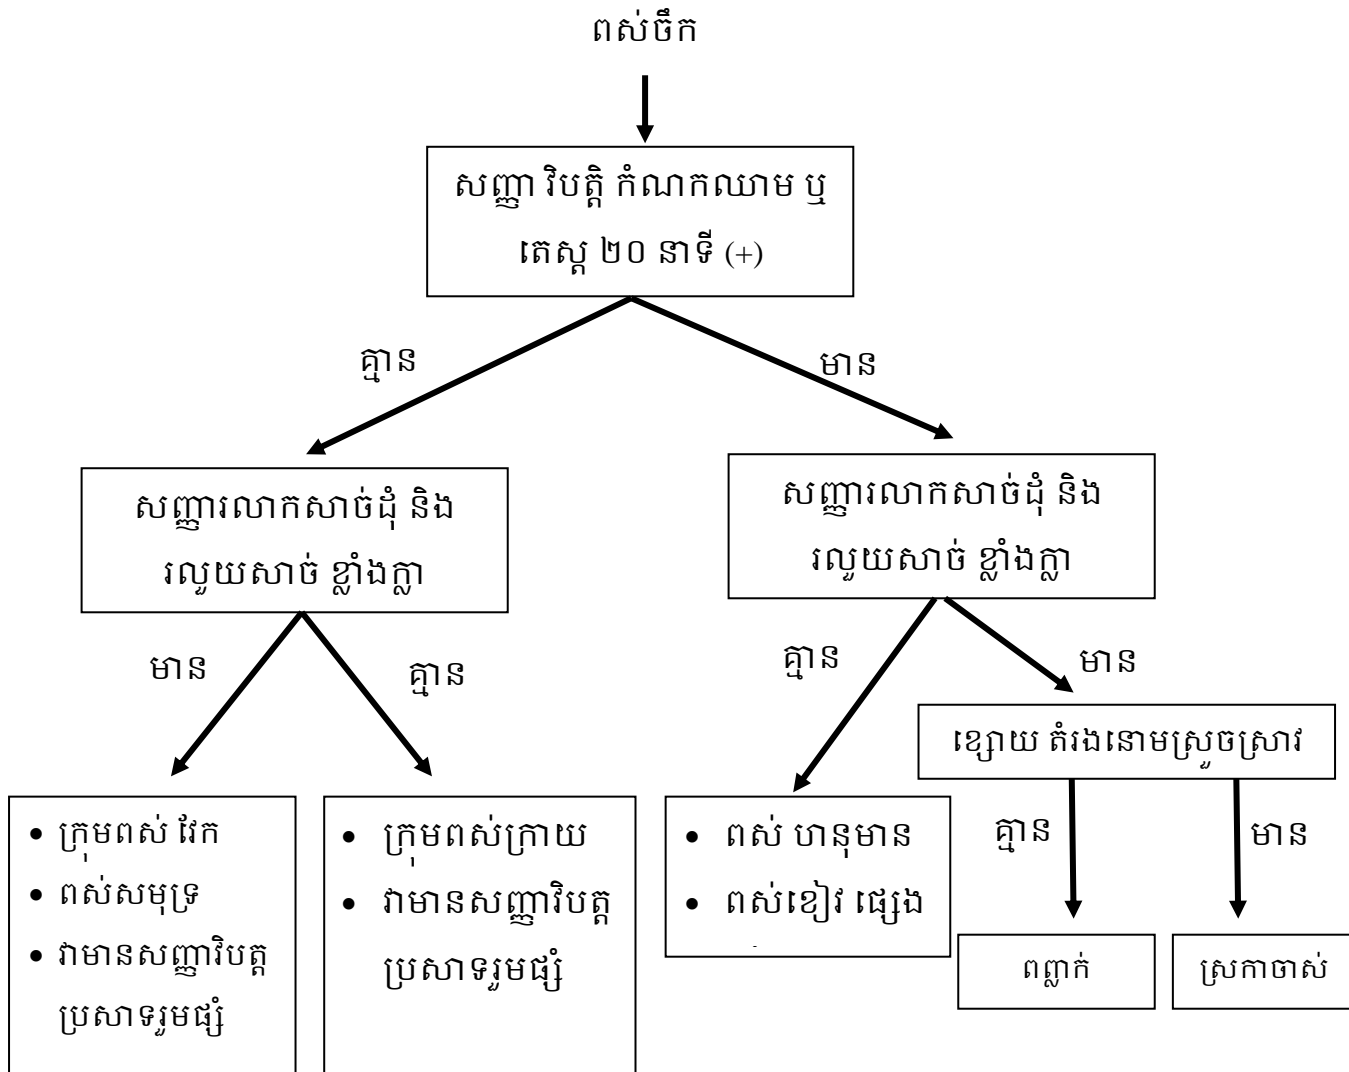 ពស់ចឹក
សញ្ញា វិបត្តិ កំណកឈាម ឬ
តេស្ត ២០ នាទី (+)
គ្មាន
មាន
សញ្ញារលាកសាច់ដុំ និង
រលួយសាច់ ខ្លាំងក្លា
សញ្ញារលាកសាច់ដុំ និង
រលួយសាច់ ខ្លាំងក្លា
មាន
គ្មាន
គ្មាន
មាន
ខ្សោយ តំរងនោមស្រួចស្រាវ
គ្មាន
មាន
• ក្រុមពស់ វែក
• ពស់សមុទ្រ
• វាមានសញ្ញាវិបត្ត
ប្រសាទរួមផ្សំ
• ក្រុមពស់ក្រាយ
• វាមានសញ្ញាវិបត្ត
ប្រសាទរួមផ្សំ
• ពស់ ហនុមាន
• ពស់ខៀវ ផ្សេង
ពព្លាក់
ស្រកាចាស់